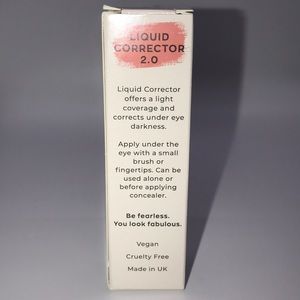 LIQUID
CORRECTOR
2.0
Liquid Corrector
offers a light
coverage and
corrects under eye
darkness.
Apply under the
eye with a small
brush or
fingertips. Can be
used alone or
before applying
concealer.
Be fearless.
You look fabulous.
Vegan
Cruelty Free
Made in UK